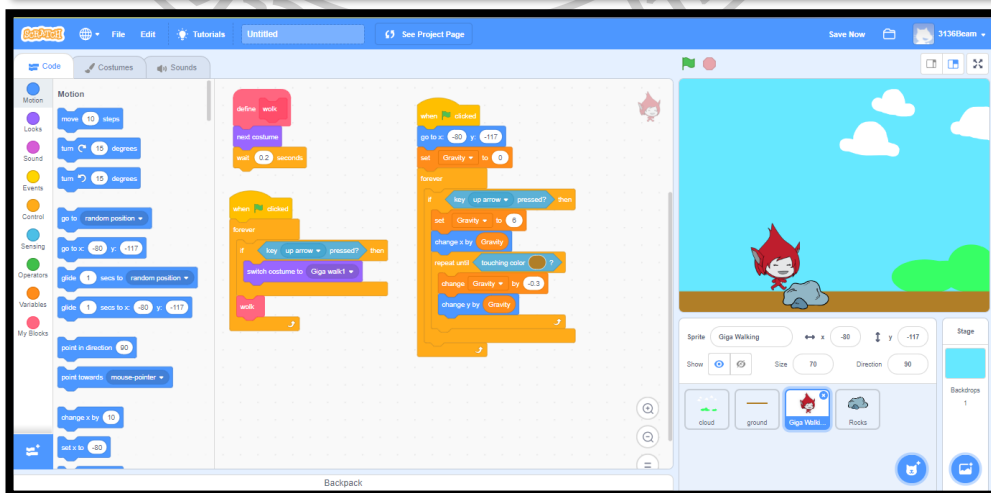 SCRATCH File Edit Tutorials Untitled See Project Page Save Now 3136Beam
Code Costumes Sounds
Motion
Looks
Sound
Events
Control
Sensing
Operators
Variables
My Blocks
Motion
move 10 steps
turn 15 degrees
turn 15 degrees
go to random position
go to x: -80 y: -117
glide 1 secs to random position
glide 1 secs to x: -80 y: -117
point in direction 90
point towards mouse-pointer
change x by 10
set x to -80
define wolk
next costume
wait 0.2 seconds
when clicked
forever
if key up arrow pressed? then
switch costume to Giga walk1
wolk
when clicked
go to x: -80 y: -117
set Gravity to 0
forever
if key up arrow pressed? then
set Gravity to 6
change x by Gravity
repeat until touching color ?
change Gravity by -0.3
change y by Gravity
Backpack
Sprite Giga Walking x -80 y -117
Show Size 70 Direction 90
cloud ground Giga Walki... Rocks
Stage
Backdrops
1